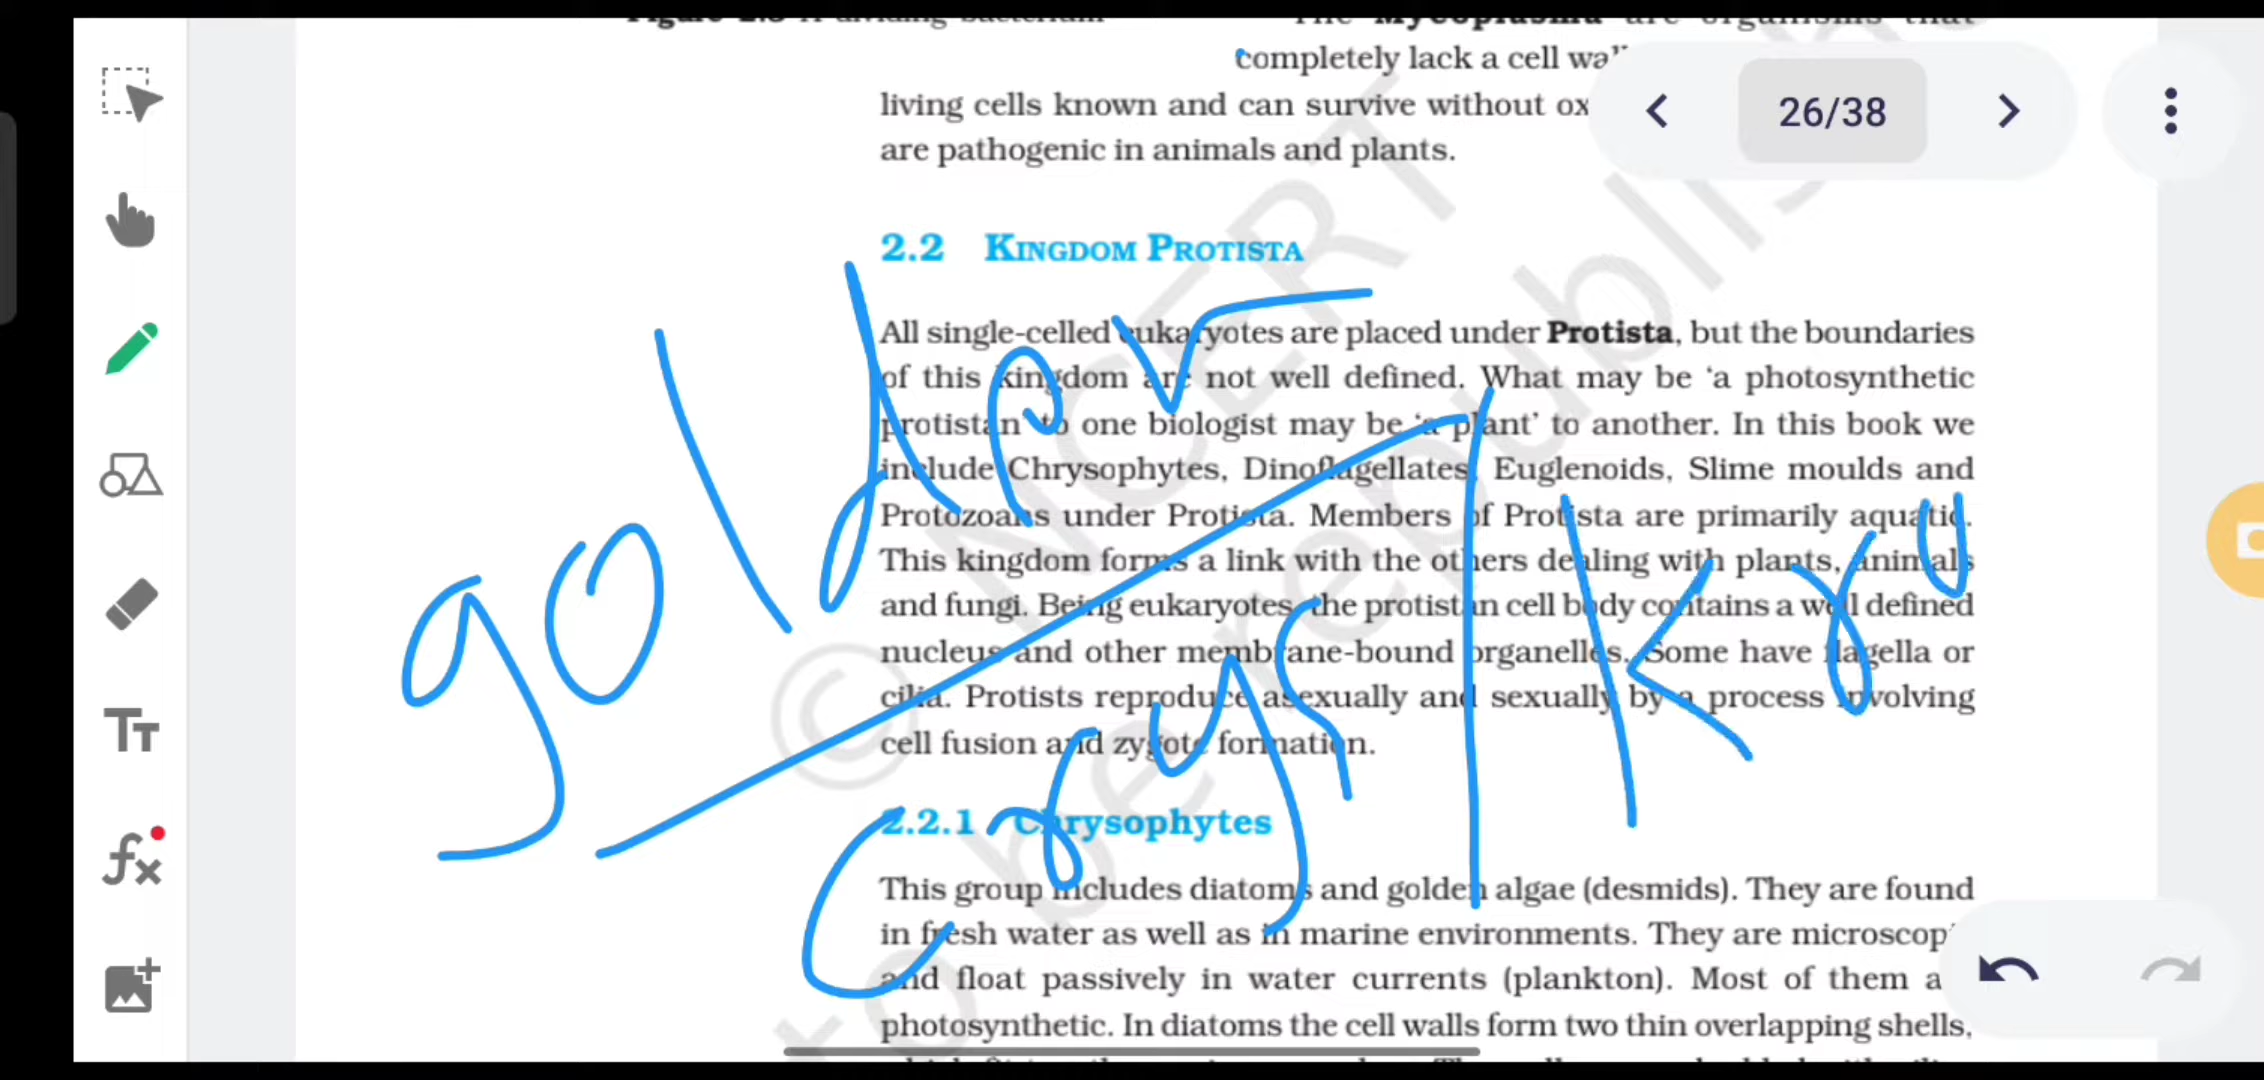 completely lack a cell wal
living cells known and can survive without ox
are pathogenic in animals and plants.
26/38
2.2 KINGDOM PROTISTA
All single-celled eukaryotes are placed under Protista, but the boundaries
of this kingdom are not well defined. What may be ‘a photosynthetic
protistan’ to one biologist may be ‘a plant’ to another. In this book we
include Chrysophytes, Dinoflagellates, Euglenoids, Slime moulds and
Protozoans under Protista. Members of Protista are primarily aquatic.
This kingdom forms a link with the others dealing with plants, animals
and fungi. Being eukaryotes, the protistan cell body contains a well defined
nucleus and other membrane-bound organelles. Some have flagella or
cilia. Protists reproduce asexually and sexually by a process involving
cell fusion and zygote formation.
2.2.1 Chrysophytes
This group includes diatoms and golden algae (desmids). They are found
in fresh water as well as in marine environments. They are microscop
and float passively in water currents (plankton). Most of them a
photosynthetic. In diatoms the cell walls form two thin overlapping shells,
golden
© NCERT
Tт
fx